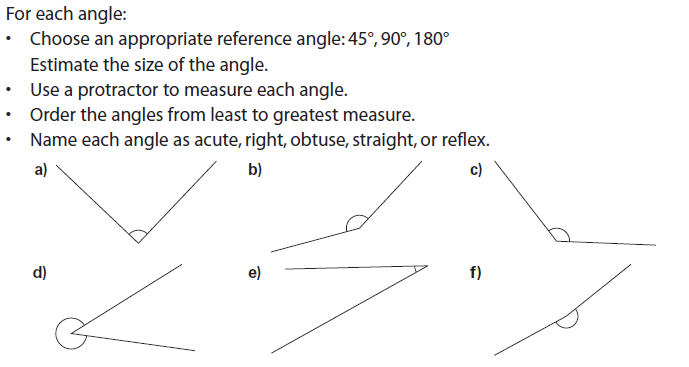 For each angle:
• Choose an appropriate reference angle: 45°, 90°, 180°
Estimate the size of the angle.
• Use a protractor to measure each angle.
• Order the angles from least to greatest measure.
• Name each angle as acute, right, obtuse, straight, or reflex.
a) b) c)
d) e) f)